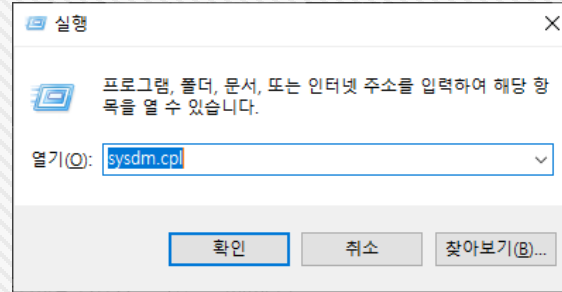 실행
프로그램, 폴더, 문서, 또는 인터넷 주소를 입력하여 해당 항
목을 열 수 있습니다.
열기(O): sysdm.cpl
확인 취소 찾아보기(B)...